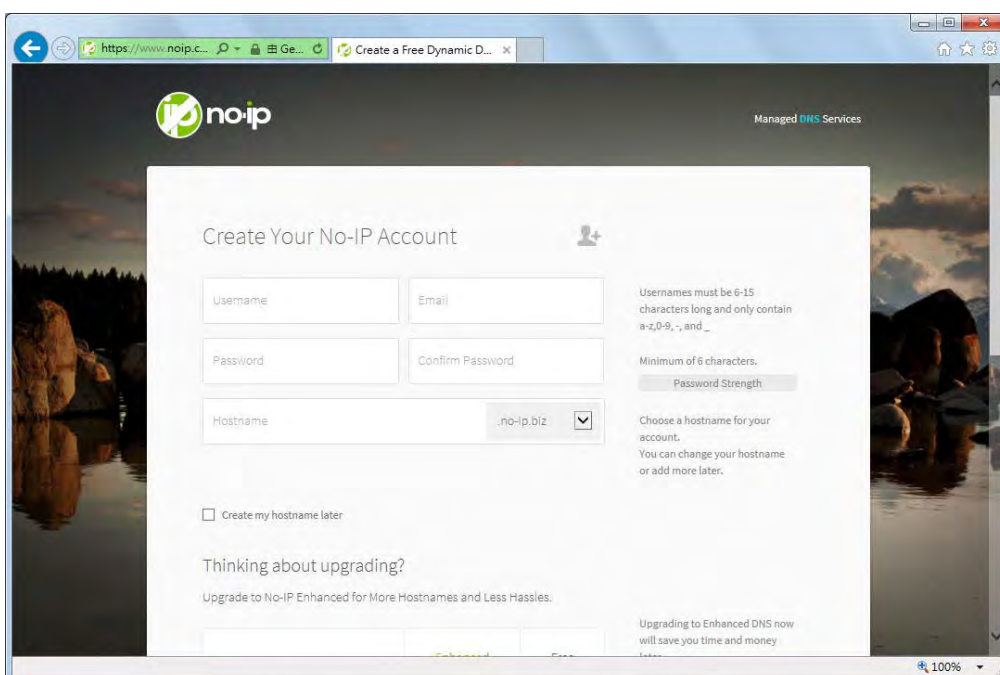 https://www.noip.c...
Ge...
Create a Free Dynamic D...
no-ip
Managed DNS Services
Create Your No-IP Account
Username
Email
Usernames must be 6-15
characters long and only contain
a-z,0-9, -, and _
Password
Confirm Password
Minimum of 6 characters.
Password Strength
Hostname
.no-ip.biz
Choose a hostname for your
account.
You can change your hostname
or add more later.
Create my hostname later
Thinking about upgrading?
Upgrade to No-IP Enhanced for More Hostnames and Less Hassles.
Upgrading to Enhanced DNS now
will save you time and money
later.
Enhanced
Free
100%